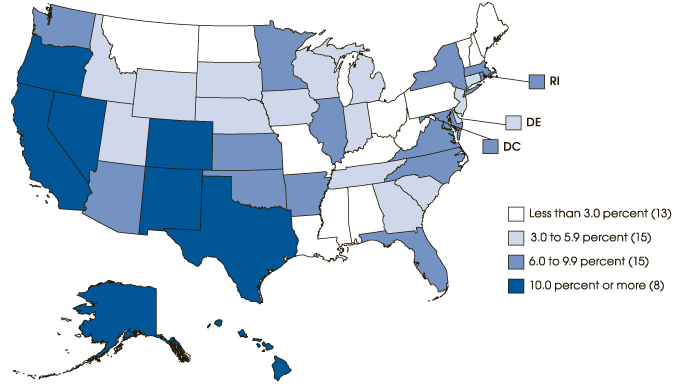 RI
DE
DC
Less than 3.0 percent (13)
3.0 to 5.9 percent (15)
6.0 to 9.9 percent (15)
10.0 percent or more (8)